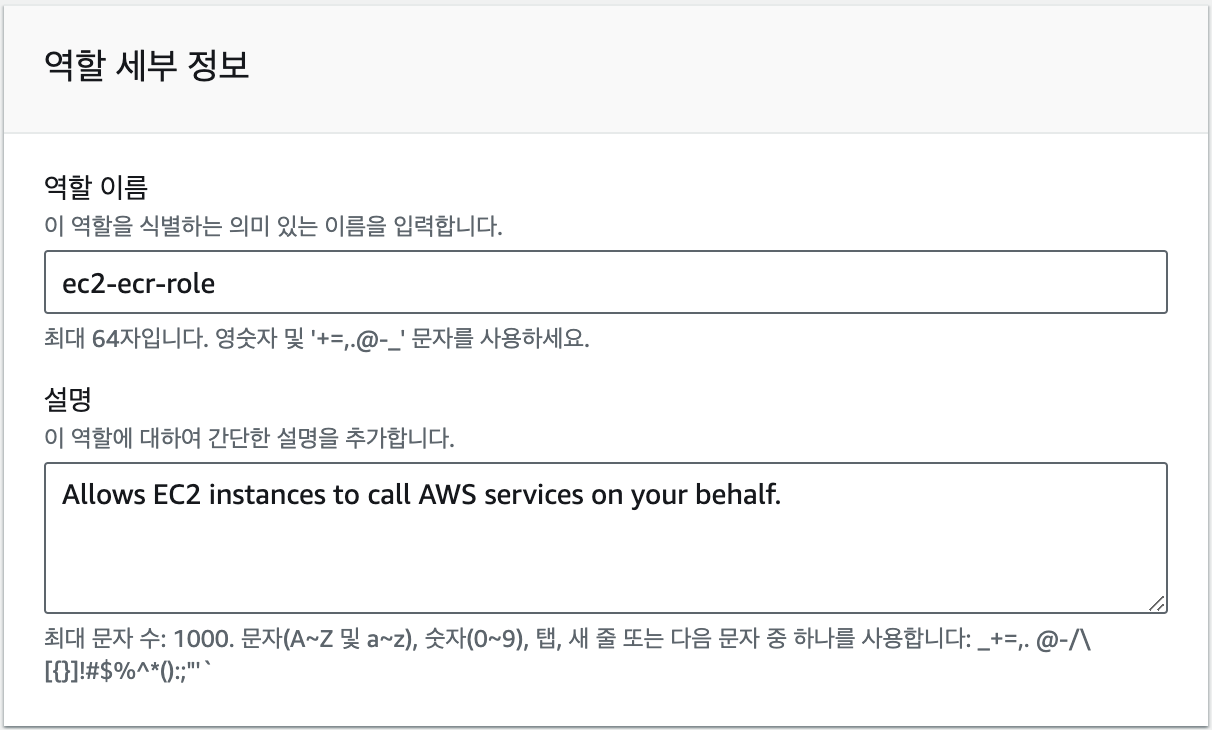 역할 세부 정보
역할 이름
이 역할을 식별하는 의미 있는 이름을 입력합니다.
ec2-ecr-role
최대 64자입니다. 영숫자 및 '+=,.@-_' 문자를 사용하세요.
설명
이 역할에 대하여 간단한 설명을 추가합니다.
Allows EC2 instances to call AWS services on your behalf.
최대 문자 수: 1000. 문자(A~Z 및 a~z), 숫자(0~9), 탭, 새 줄 또는 다음 문자 중 하나를 사용합니다: _+=,. @-/\
[{}]!#$%^*();:;"'`